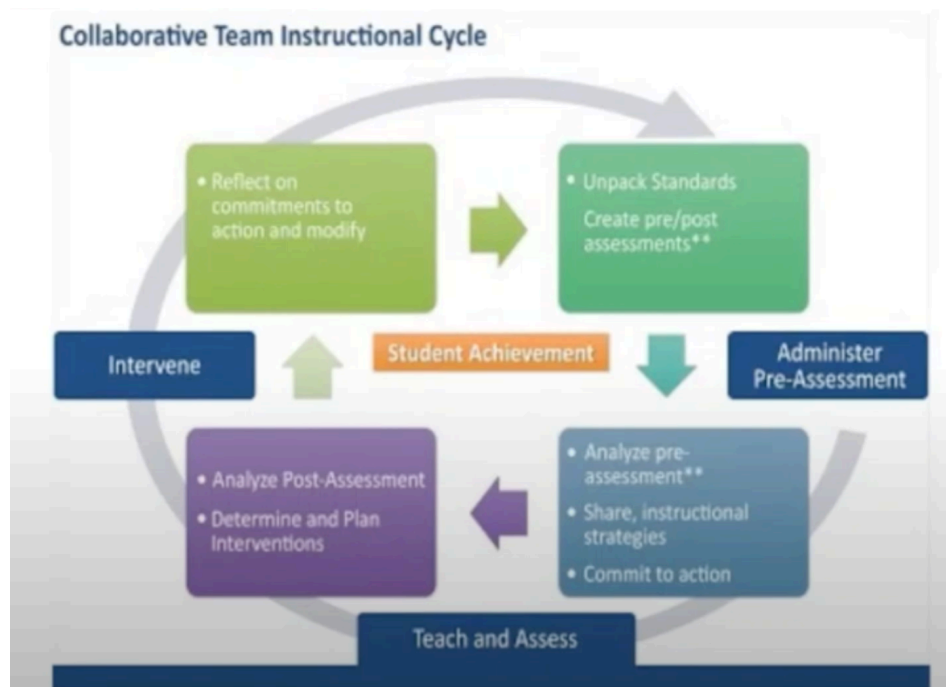 Collaborative Team Instructional Cycle
• Reflect on
commitments to
action and modify
• Unpack Standards
Create pre/post
assessments**
Intervene
Student Achievement
Administer
Pre-Assessment
• Analyze Post-Assessment
• Determine and Plan
Interventions
• Analyze pre-
assessment**
• Share, instructional
strategies
• Commit to action
Teach and Assess